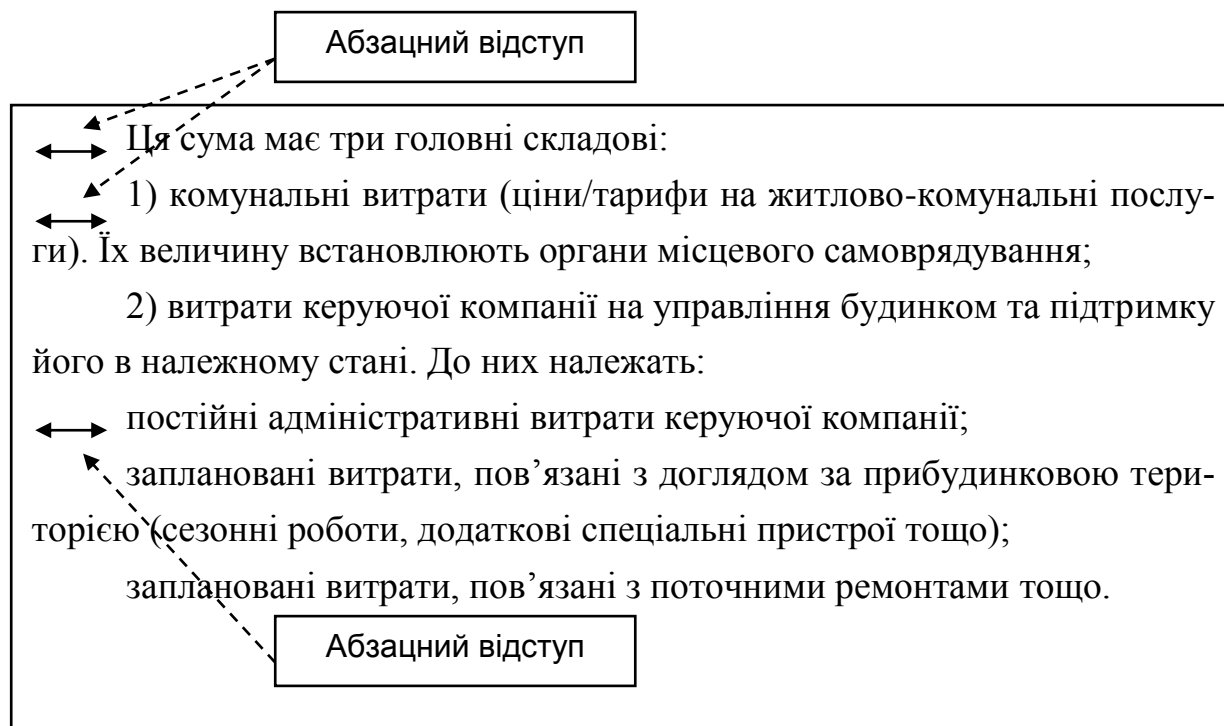 Абзацний відступ
Ця сума має три головні складові:
1) комунальні витрати (ціни/тарифи на житлово-комунальні послу-
ги). Їх величину встановлюють органи місцевого самоврядування;
2) витрати керуючої компанії на управління будинком та підтримку
його в належному стані. До них належать:
постійні адміністративні витрати керуючої компанії;
заплановані витрати, пов’язані з доглядом за прибудинковою тери-
торією (сезонні роботи, додаткові спеціальні пристрої тощо);
заплановані витрати, пов’язані з поточними ремонтами тощо.
Абзацний відступ